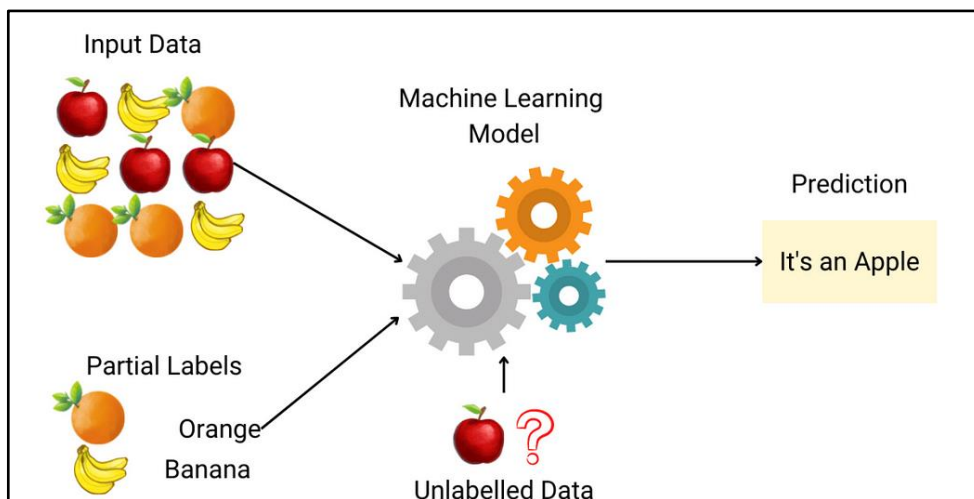 Input Data
Machine Learning
Model
Prediction
It's an Apple
Partial Labels
Orange
Banana
?
Unlabelled Data